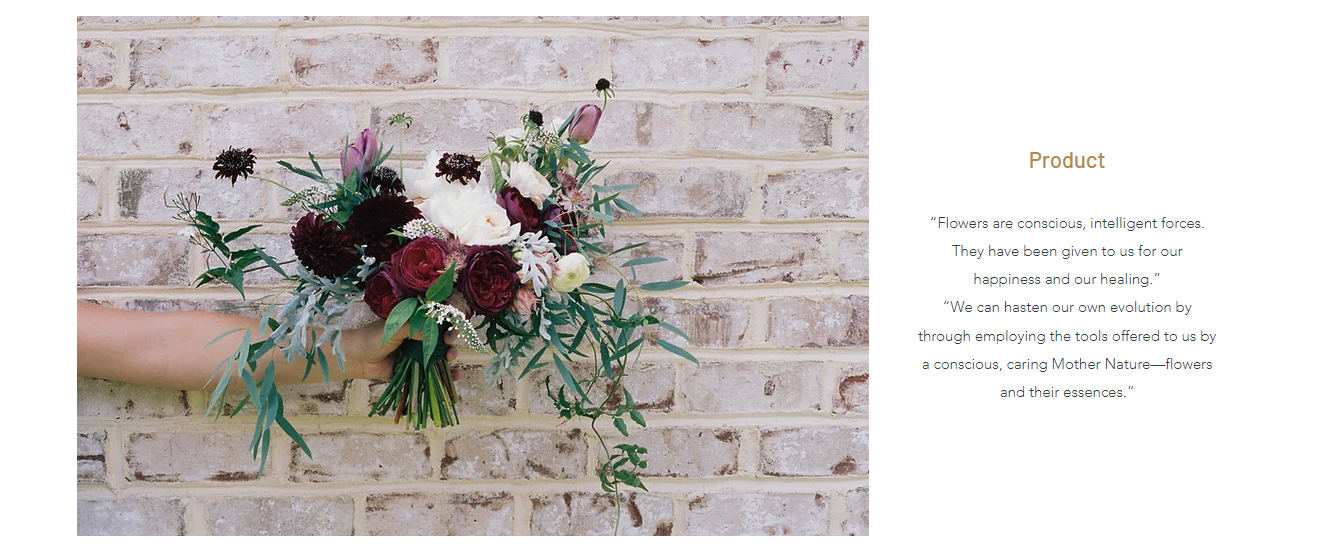 Product
“Flowers are conscious, intelligent forces.
They have been given to us for our
happiness and our healing.”
“We can hasten our own evolution by
through employing the tools offered to us by
a conscious, caring Mother Nature—flowers
and their essences.”